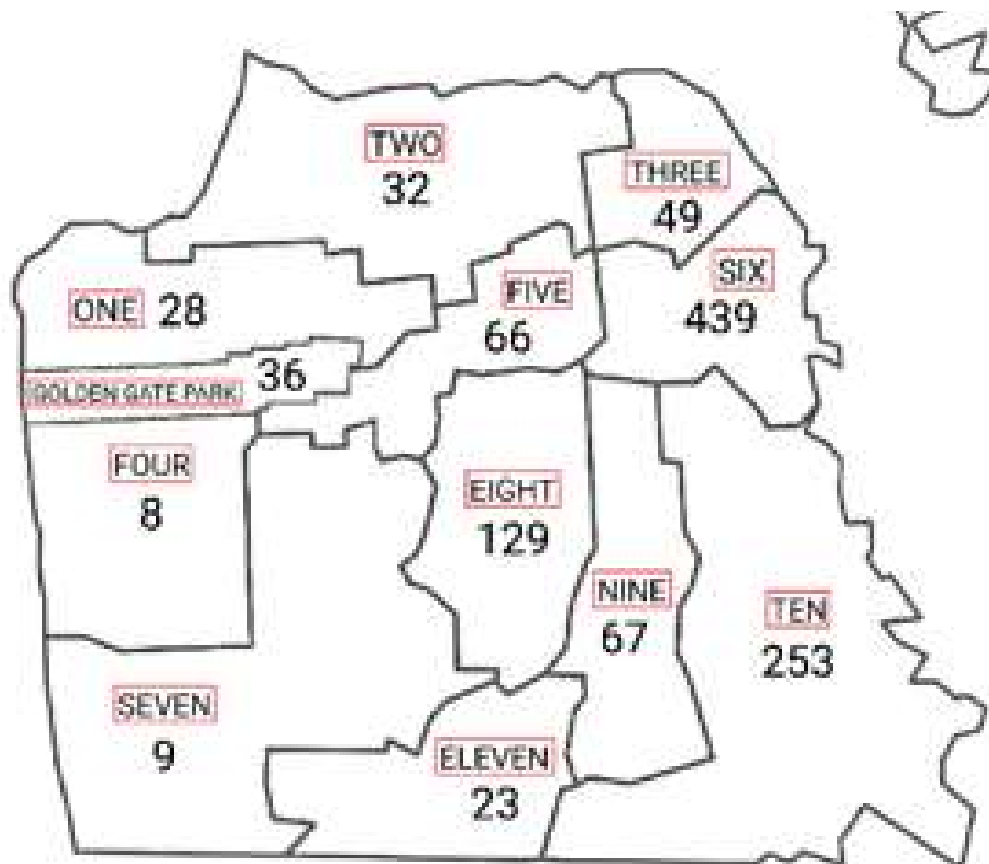 TWO
32
THREE
49
SIX
439
FIVE
66
ONE 28
GOLDEN GATE PARK 36
FOUR
8
EIGHT
129
NINE
67
TEN
253
SEVEN
9
ELEVEN
23